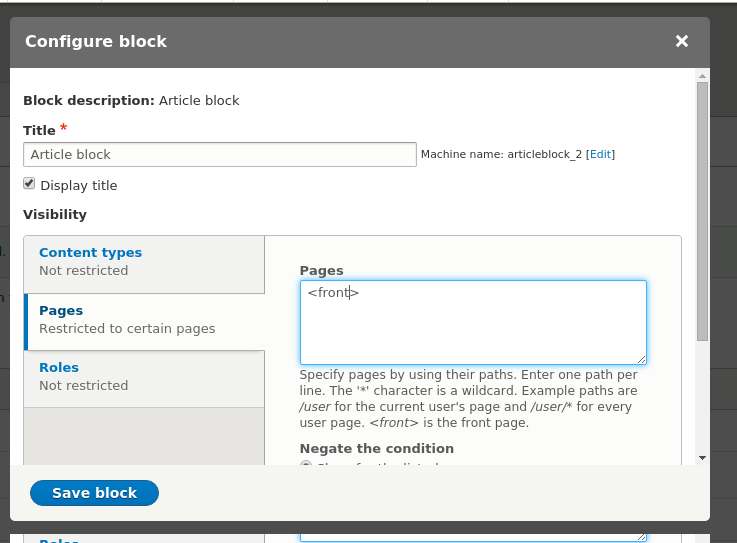 Configure block
Block description: Article block
Title *
Article block
Machine name: articleblock_2 [Edit]
Display title
Visibility
Content types
Not restricted
Pages
Restricted to certain pages
Roles
Not restricted
Pages
<front>
Specify pages by using their paths. Enter one path per
line. The '*' character is a wildcard. Example paths are
/user for the current user's page and /user/* for every
user page. <front> is the front page.
Negate the condition
Save block
Roles